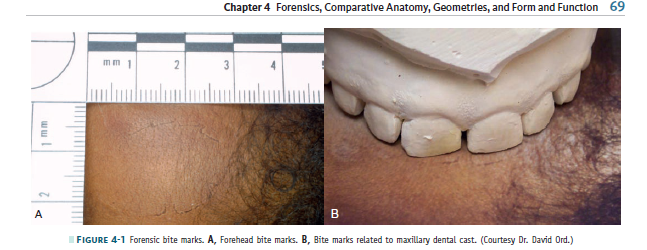 Chapter 4 Forensics, Comparative Anatomy, Geometries, and Form and Function 69
mm 1 2 3 4
1 mm
2
A
B
FIGURE 4-1 Forensic bite marks. A, Forehead bite marks. B, Bite marks related to maxillary dental cast. (Courtesy Dr. David Ord.)